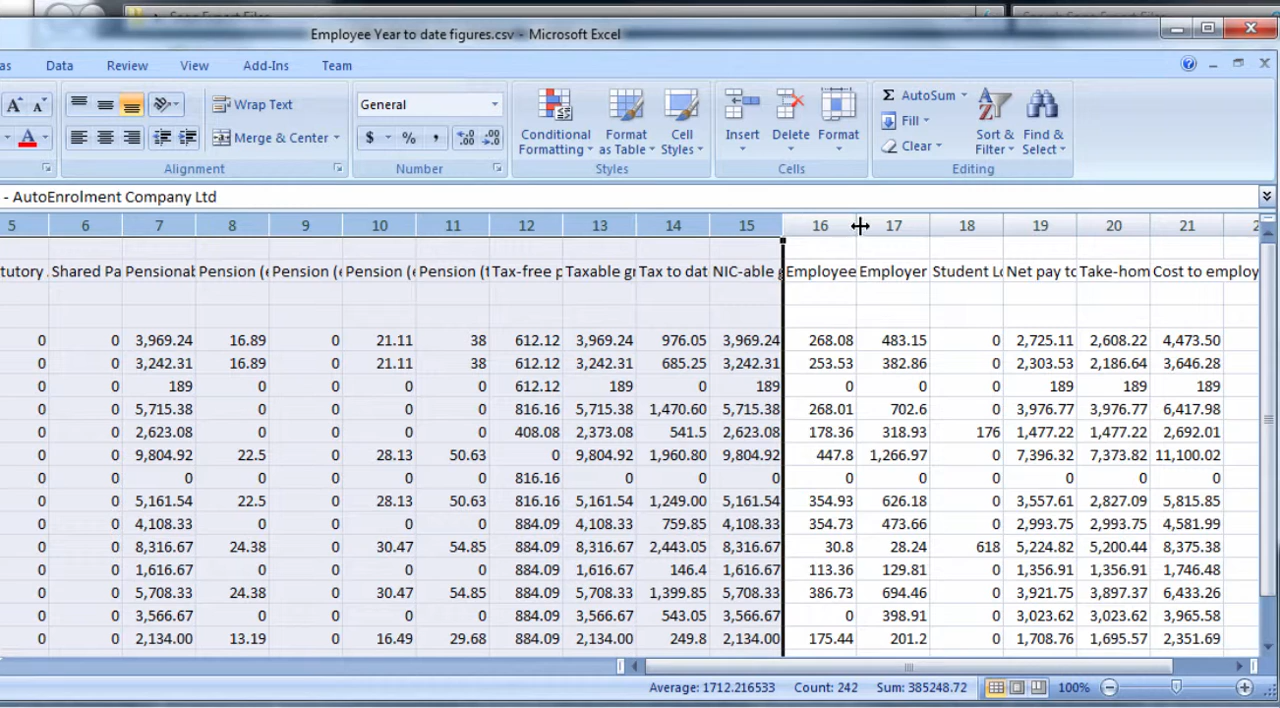 Employee Year to date figures.csv - Microsoft Excel
as Data Review View Add-Ins Team
A A Wrap Text General AutoSum
A Merge & Center $ % , .0 .00 .00 .0 Conditional Formatting Format as Table Cell Styles Insert Delete Format Fill Clear Sort & Filter Find & Select
Alignment Number Styles Cells Editing
- AutoEnrolment Company Ltd
5 6 7 8 9 10 11 12 13 14 15 16 17 18 19 20 21 2
tutory Shared Pa Pensionab Pension (e Pension (e Pension (e Pension (t Tax-free p Taxable gr Tax to dat NIC-able g Employee Employer Student Lo Net pay to Take-hom Cost to employ
0 0 3,969.24 16.89 0 21.11 38 612.12 3,969.24 976.05 3,969.24 268.08 483.15 0 2,725.11 2,608.22 4,473.50
0 0 3,242.31 16.89 0 21.11 38 612.12 3,242.31 685.25 3,242.31 253.53 382.86 0 2,303.53 2,186.64 3,646.28
0 0 189 0 0 0 0 612.12 189 0 189 0 0 0 189 189 189
0 0 5,715.38 0 0 0 0 816.16 5,715.38 1,470.60 5,715.38 268.01 702.6 0 3,976.77 3,976.77 6,417.98
0 0 2,623.08 0 0 0 0 408.08 2,373.08 541.5 2,623.08 178.36 318.93 176 1,477.22 1,477.22 2,692.01
0 0 9,804.92 22.5 0 28.13 50.63 0 9,804.92 1,960.80 9,804.92 447.8 1,266.97 0 7,396.32 7,373.82 11,100.02
0 0 0 0 0 0 0 816.16 0 0 0 0 0 0 0 0 0
0 0 5,161.54 22.5 0 28.13 50.63 816.16 5,161.54 1,249.00 5,161.54 354.93 626.18 0 3,557.61 2,827.09 5,815.85
0 0 4,108.33 0 0 0 0 884.09 4,108.33 759.85 4,108.33 354.73 473.66 0 2,993.75 2,993.75 4,581.99
0 0 8,316.67 24.38 0 30.47 54.85 884.09 8,316.67 2,443.05 8,316.67 30.8 28.24 618 5,224.82 5,200.44 8,375.38
0 0 1,616.67 0 0 0 0 884.09 1,616.67 146.4 1,616.67 113.36 129.81 0 1,356.91 1,356.91 1,746.48
0 0 5,708.33 24.38 0 30.47 54.85 884.09 5,708.33 1,399.85 5,708.33 386.73 694.46 0 3,921.75 3,897.37 6,433.26
0 0 3,566.67 0 0 0 0 884.09 3,566.67 543.05 3,566.67 0 398.91 0 3,023.62 3,023.62 3,965.58
0 0 2,134.00 13.19 0 16.49 29.68 884.09 2,134.00 249.8 2,134.00 175.44 201.2 0 1,708.76 1,695.57 2,351.69
Average: 1712.216533 Count: 242 Sum: 385248.72 100%